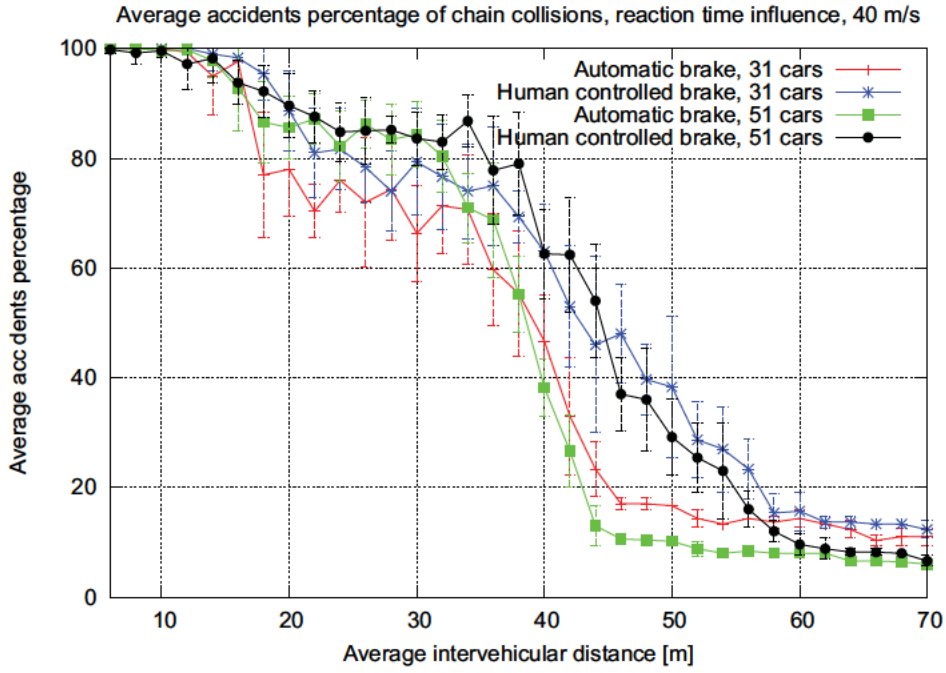 Average accidents percentage of chain collisions, reaction time influence, 40 m/s
100
80
60
40
20
0
Average acc dents percentage
Automatic brake, 31 cars
Human controlled brake, 31 cars
Automatic brake, 51 cars
Human controlled brake, 51 cars
10
20
30
40
50
60
70
Average intervehicular distance [m]